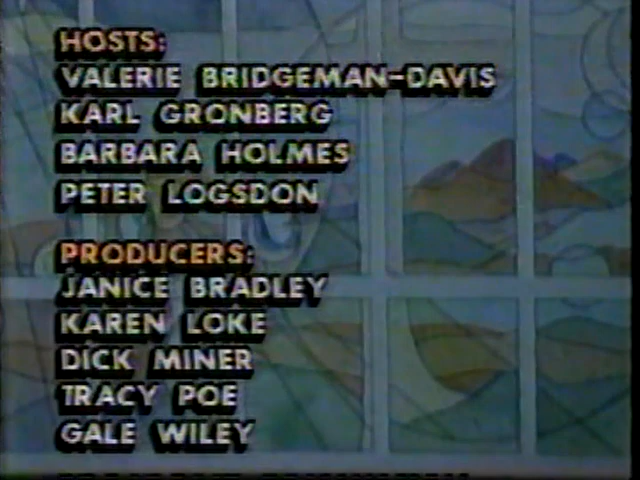 HOSTS:
VALERIE BRIDGEMAN-DAVIS
KARL GRONBERG
BARBARA HOLMES
PETER LOGSDON
PRODUCERS:
JANICE BRADLEY
KAREN LOKE
DICK MINER
TRACY POE
GALE WILEY